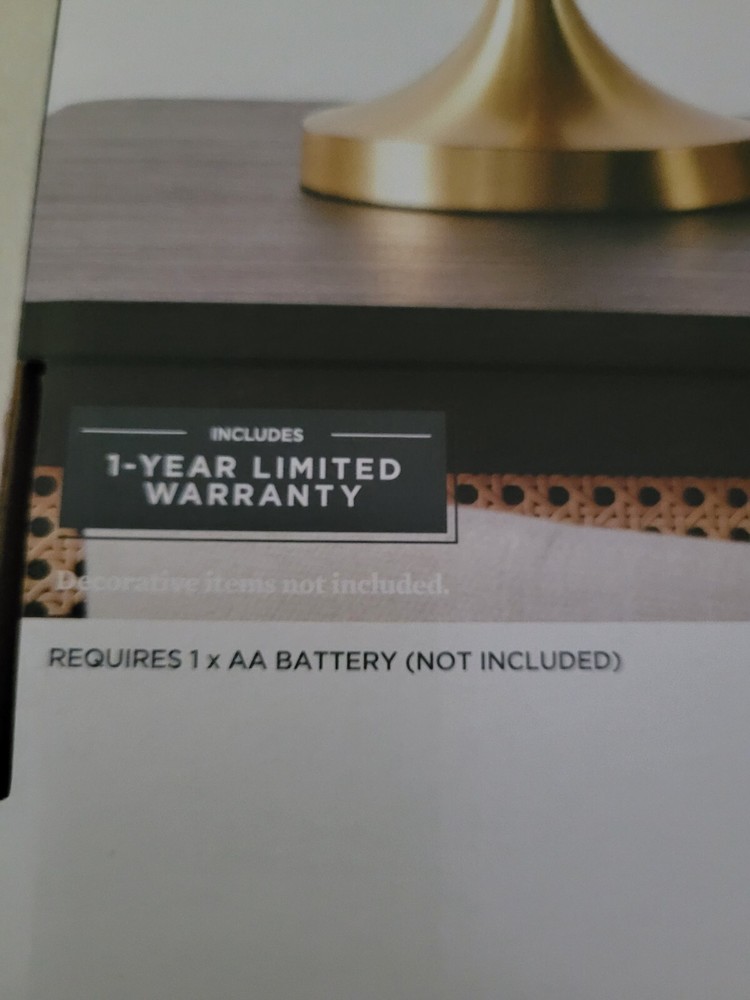 INCLUDES
1-YEAR LIMITED
WARRANTY
Decorative items not included.
REQUIRES 1 x AA BATTERY (NOT INCLUDED)